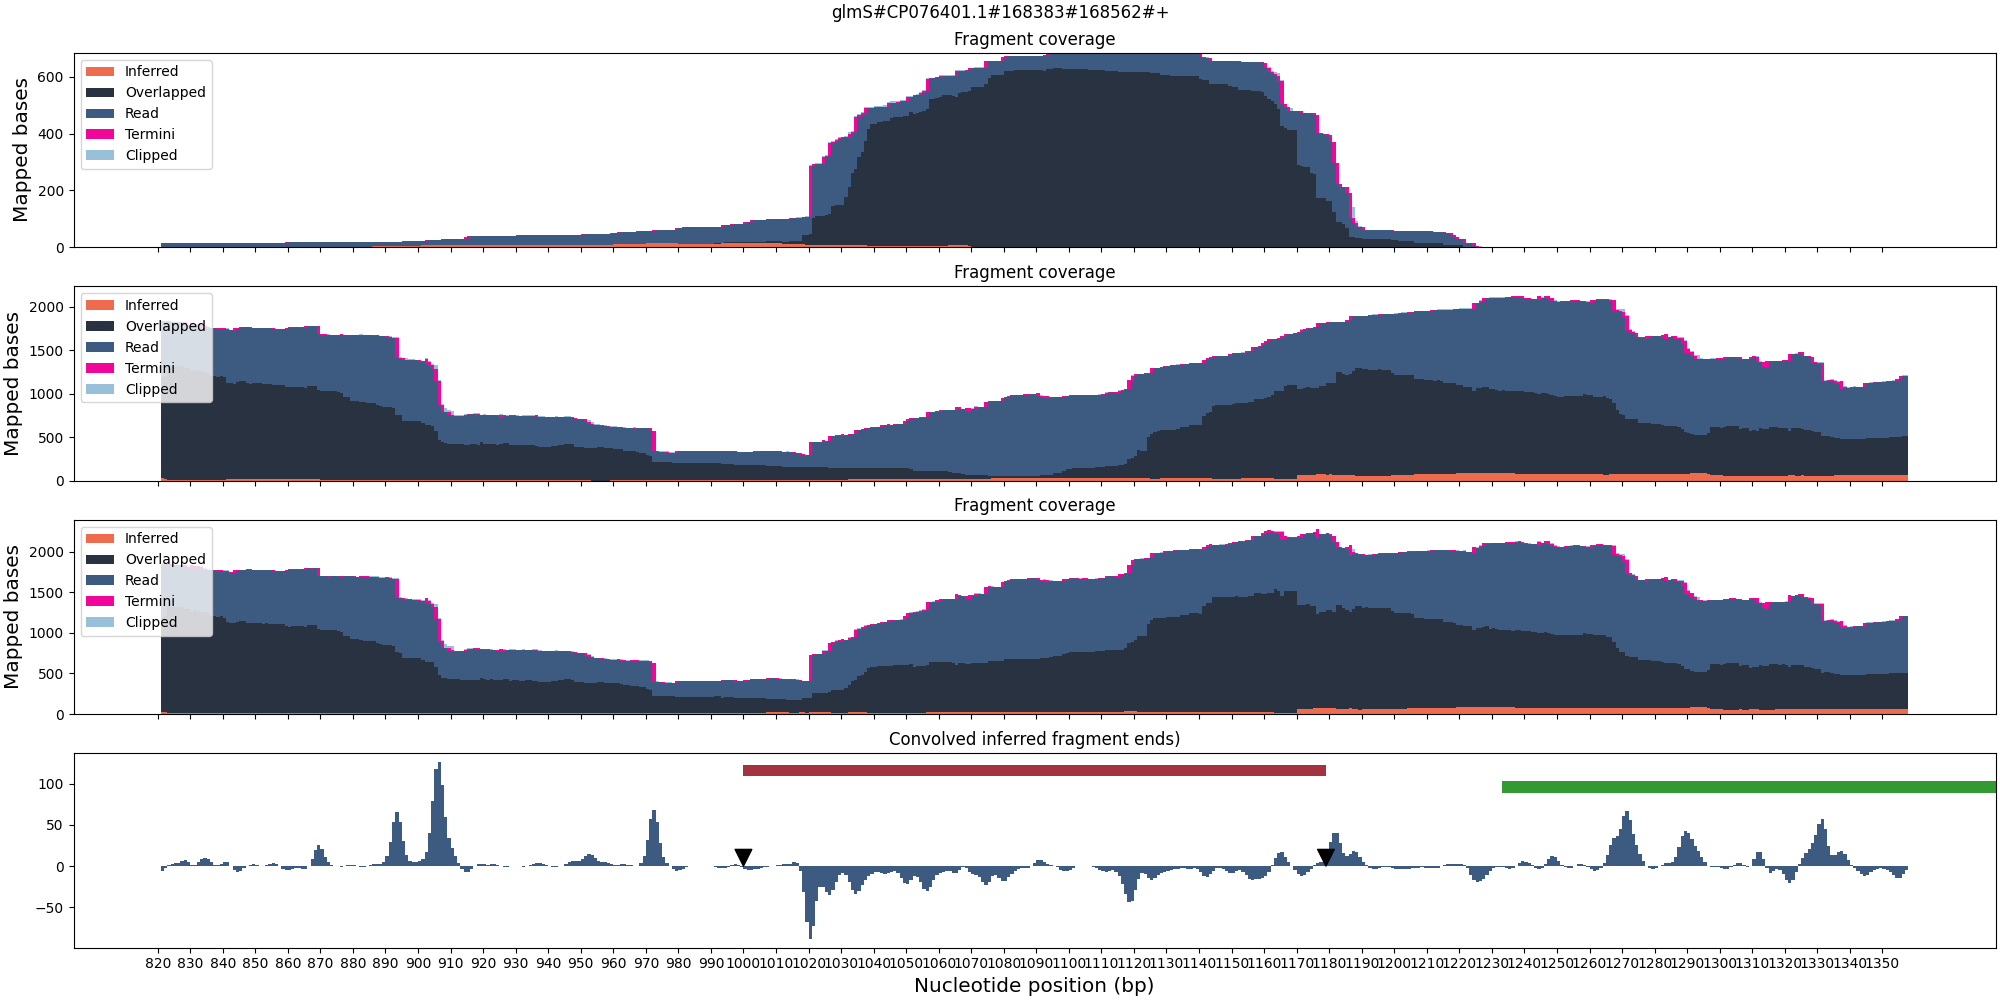 glmS#CP076401.1#168383#168562#+
Fragment coverage
Mapped bases
600
400
200
0
Inferred
Overlapped
Read
Termini
Clipped
Fragment coverage
Mapped bases
2000
1500
1000
500
0
Inferred
Overlapped
Read
Termini
Clipped
Fragment coverage
Mapped bases
2000
1500
1000
500
0
Inferred
Overlapped
Read
Termini
Clipped
Convolved inferred fragment ends)
100
50
0
−50
820 830 840 850 860 870 880 890 900 910 920 930 940 950 960 970 980 990 1000 1010 1020 1030 1040 1050 1060 1070 1080 1090 1100 1110 1120 1130 1140 1150 1160 1170 1180 1190 1200 1210 1220 1230 1240 1250 1260 1270 1280 1290 1300 1310 1320 1330 1340 1350
Nucleotide position (bp)